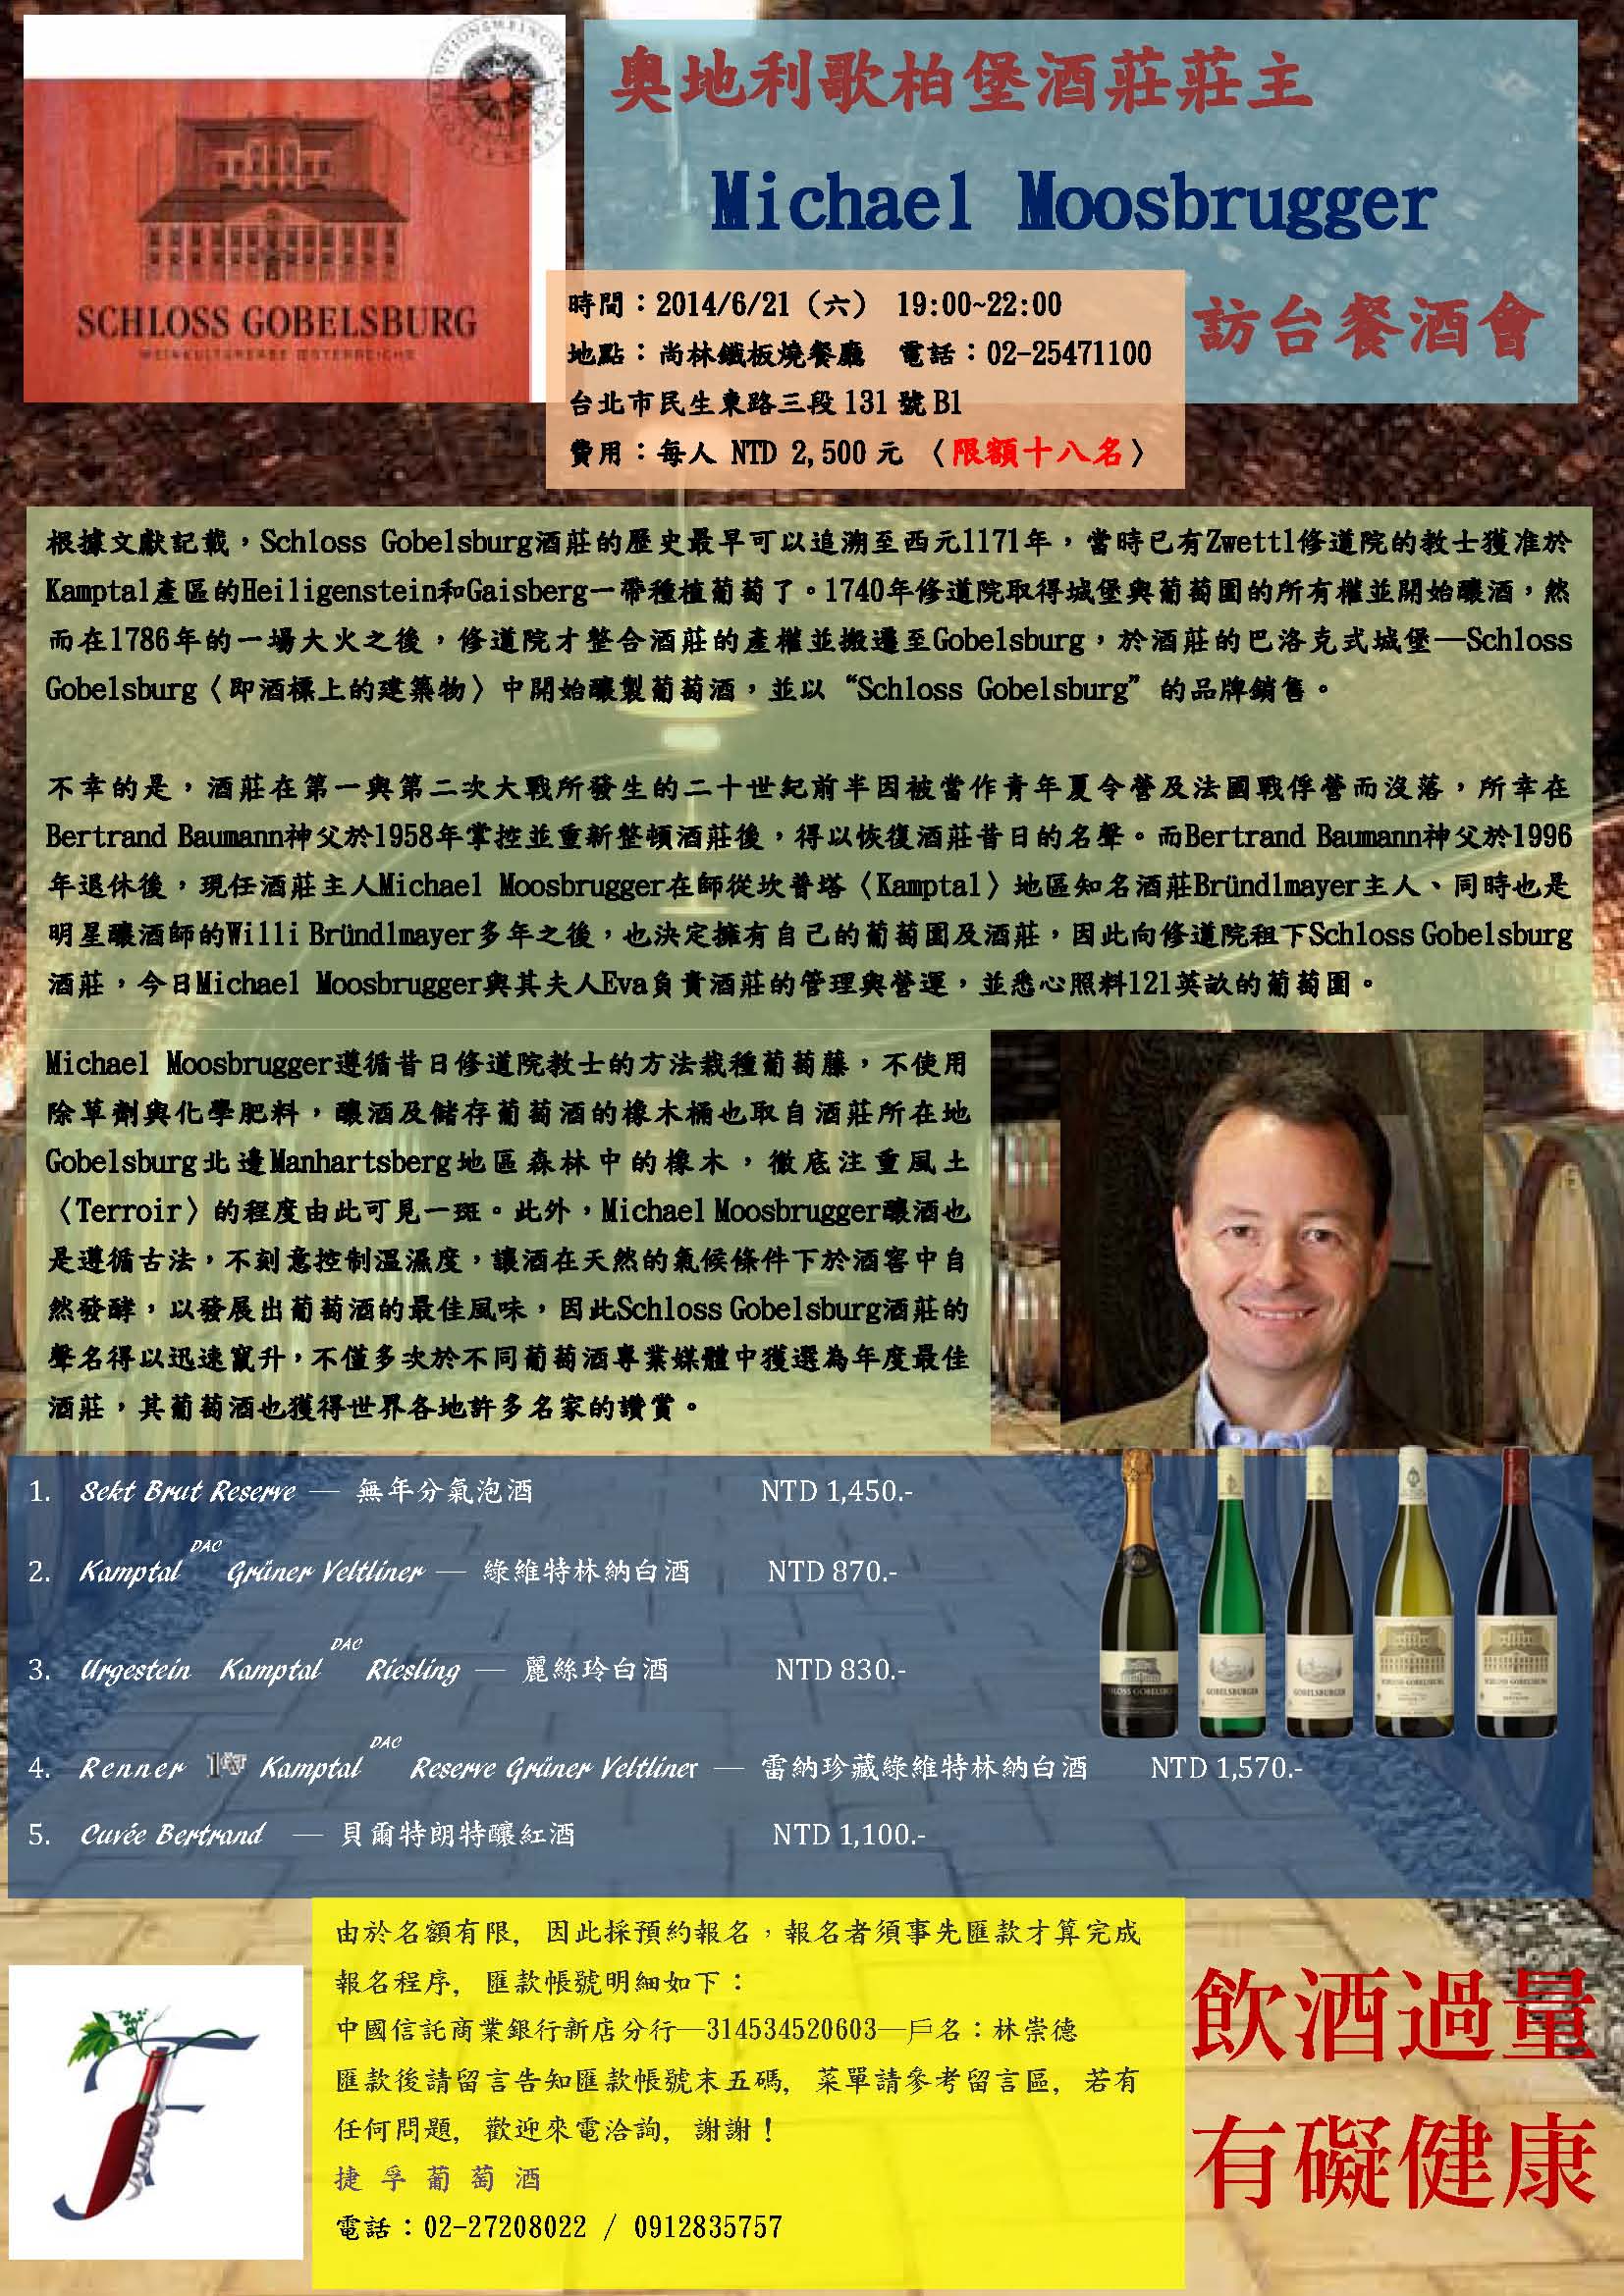 奧地利歌柏堡酒莊莊主
Michael Moosbrugger
訪台餐酒會
SCHLOSS GOBELSBURG
WEINKULTURERBE ÖSTERREICHS
時間：2014/6/21（六） 19:00~22:00
地點：尚林鐵板燒餐廳 電話：02-25471100
台北市民生東路三段 131 號 B1
費用：每人 NTD 2,500 元 〈限額十八名〉
根據文獻記載，Schloss Gobelsburg酒莊的歷史最早可以追溯至西元1171年，當時已有Zwettl修道院的教士獲准於
Kamptal產區的Heiligenstein和Gaisberg一帶種植葡萄了。1740年修道院取得城堡與葡萄園的所有權並開始釀酒，然
而在1786年的一場大火之後，修道院才整合酒莊的產權並搬遷至Gobelsburg，於酒莊的巴洛克式城堡—Schloss
Gobelsburg〈即酒標上的建築物〉中開始釀製葡萄酒，並以“Schloss Gobelsburg”的品牌銷售。
不幸的是，酒莊在第一與第二次大戰所發生的二十世紀前半因被當作青年夏令營及法國戰俘營而沒落，所幸在
Bertrand Baumann神父於1958年掌控並重新整頓酒莊後，得以恢復酒莊昔日的名聲。而Bertrand Baumann神父於1996
年退休後，現任酒莊主人Michael Moosbrugger在師從坎普塔〈Kamptal〉地區知名酒莊Bründlmayer主人、同時也是
明星釀酒師的Willi Bründlmayer多年之後，也決定擁有自己的葡萄園及酒莊，因此向修道院租下Schloss Gobelsburg
酒莊，今日Michael Moosbrugger與其夫人Eva負責酒莊的管理與營運，並悉心照料121英畝的葡萄園。
Michael Moosbrugger遵循昔日修道院教士的方法栽種葡萄藤，不使用
除草劑與化學肥料，釀酒及儲存葡萄酒的橡木桶也取自酒莊所在地
Gobelsburg北邊Manhartsberg地區森林中的橡木，徹底注重風土
〈Terroir〉的程度由此可見一斑。此外，Michael Moosbrugger釀酒也
是遵循古法，不刻意控制溫濕度，讓酒在天然的氣候條件下於酒窖中自
然發酵，以發展出葡萄酒的最佳風味，因此Schloss Gobelsburg酒莊的
聲名得以迅速竄升，不僅多次於不同葡萄酒專業媒體中獲選為年度最佳
酒莊，其葡萄酒也獲得世界各地許多名家的讚賞。
1. Sekt Brut Reserve — 無年分氣泡酒 NTD 1,450.-
2. Kamptal DAC Grüner Veltliner — 綠維特林納白酒 NTD 870.-
3. Urgestein Kamptal DAC Riesling — 麗絲玲白酒 NTD 830.-
4. Renner Kamptal DAC Reserve Grüner Veltliner — 雷納珍藏綠維特林納白酒 NTD 1,570.-
5. Cuvée Bertrand — 貝爾特朗特釀紅酒 NTD 1,100.-
由於名額有限，因此採預約報名，報名者須事先匯款才算完成
報名程序，匯款帳號明細如下：
中國信託商業銀行新店分行—314534520603—戶名：林崇德
匯款後請留言告知匯款帳號末五碼，菜單請參考留言區，若有
任何問題，歡迎來電洽詢，謝謝！
捷孚葡萄酒
電話：02-27208022 / 0912835757
飲酒過量
有礙健康